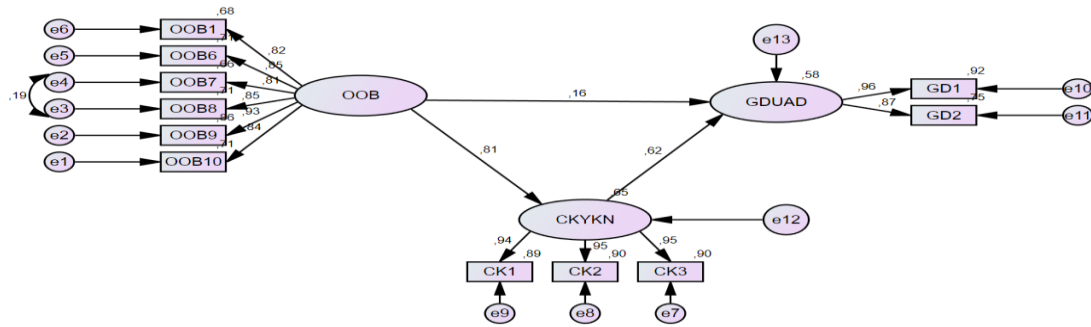 e6 OOB1 ,68
e5 OOB6 ,71
e4 OOB7 ,66
e3 OOB8 ,71
e2 OOB9 ,86
e1 OOB10 ,71
,19
,82
,85
,81
,85
,93
,84
OOB
,16
e13
,58
GDUAD
,96
,87
GD1 ,92
e10
GD2 ,75
e11
,81
,62
,65
CKYKN
e12
,94
,95
,95
CK1 ,89
CK2 ,90
CK3 ,90
e9
e8
e7